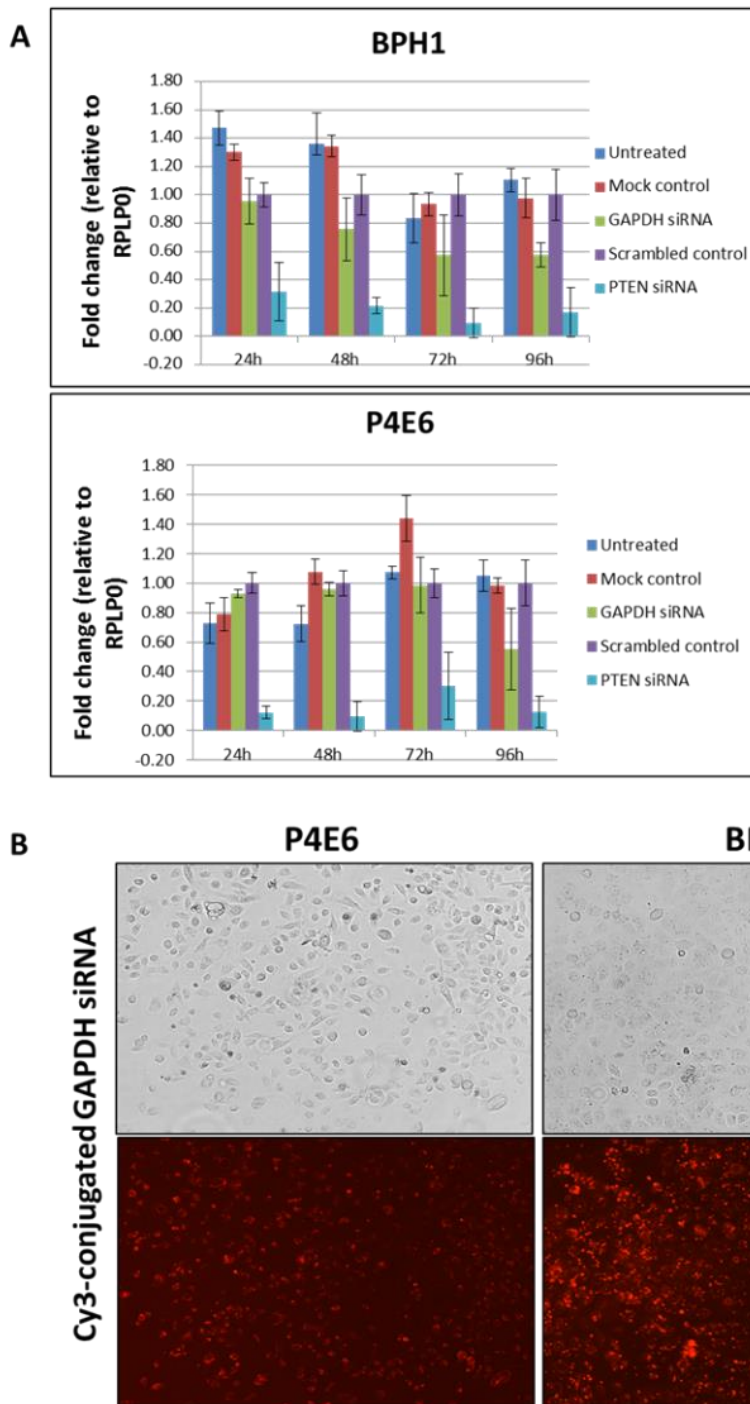 A
BPH1
Fold change (relative to
RPLP0)
1.80
1.60
1.40
1.20
1.00
0.80
0.60
0.40
0.20
0.00
-0.20
24h 48h 72h 96h
Untreated
Mock control
GAPDH siRNA
Scrambled control
PTEN siRNA
P4E6
Fold change (relative to
RPLP0)
1.80
1.60
1.40
1.20
1.00
0.80
0.60
0.40
0.20
0.00
-0.20
24h 48h 72h 96h
Untreated
Mock control
GAPDH siRNA
Scrambled control
PTEN siRNA
B
P4E6
Cy3-conjugated GAPDH siRNA